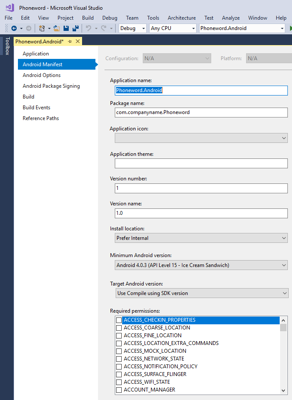 Phoneword - Microsoft Visual Studio
File Edit View Project Build Debug Team Tools Architecture Test Analyze Window Help
Debug Any CPU Phoneword.Android
Toolbox
Phoneword.Android*
Application
Android Manifest
Android Options
Android Package Signing
Build
Build Events
Reference Paths
Configuration: N/A Platform: N/A
Application name:
Phoneword.Android
Package name:
com.companyname.Phoneword
Application icon:
Application theme:
Version number:
1
Version name:
1.0
Install location:
Prefer Internal
Minimum Android version:
Android 4.0.3 (API Level 15 - Ice Cream Sandwich)
Target Android version:
Use Compile using SDK version
Required permissions:
ACCESS_CHECKIN_PROPERTIES
ACCESS_COARSE_LOCATION
ACCESS_FINE_LOCATION
ACCESS_LOCATION_EXTRA_COMMANDS
ACCESS_MOCK_LOCATION
ACCESS_NETWORK_STATE
ACCESS_NOTIFICATION_POLICY
ACCESS_SURFACE_FLINGER
ACCESS_WIFI_STATE
ACCOUNT_MANAGER